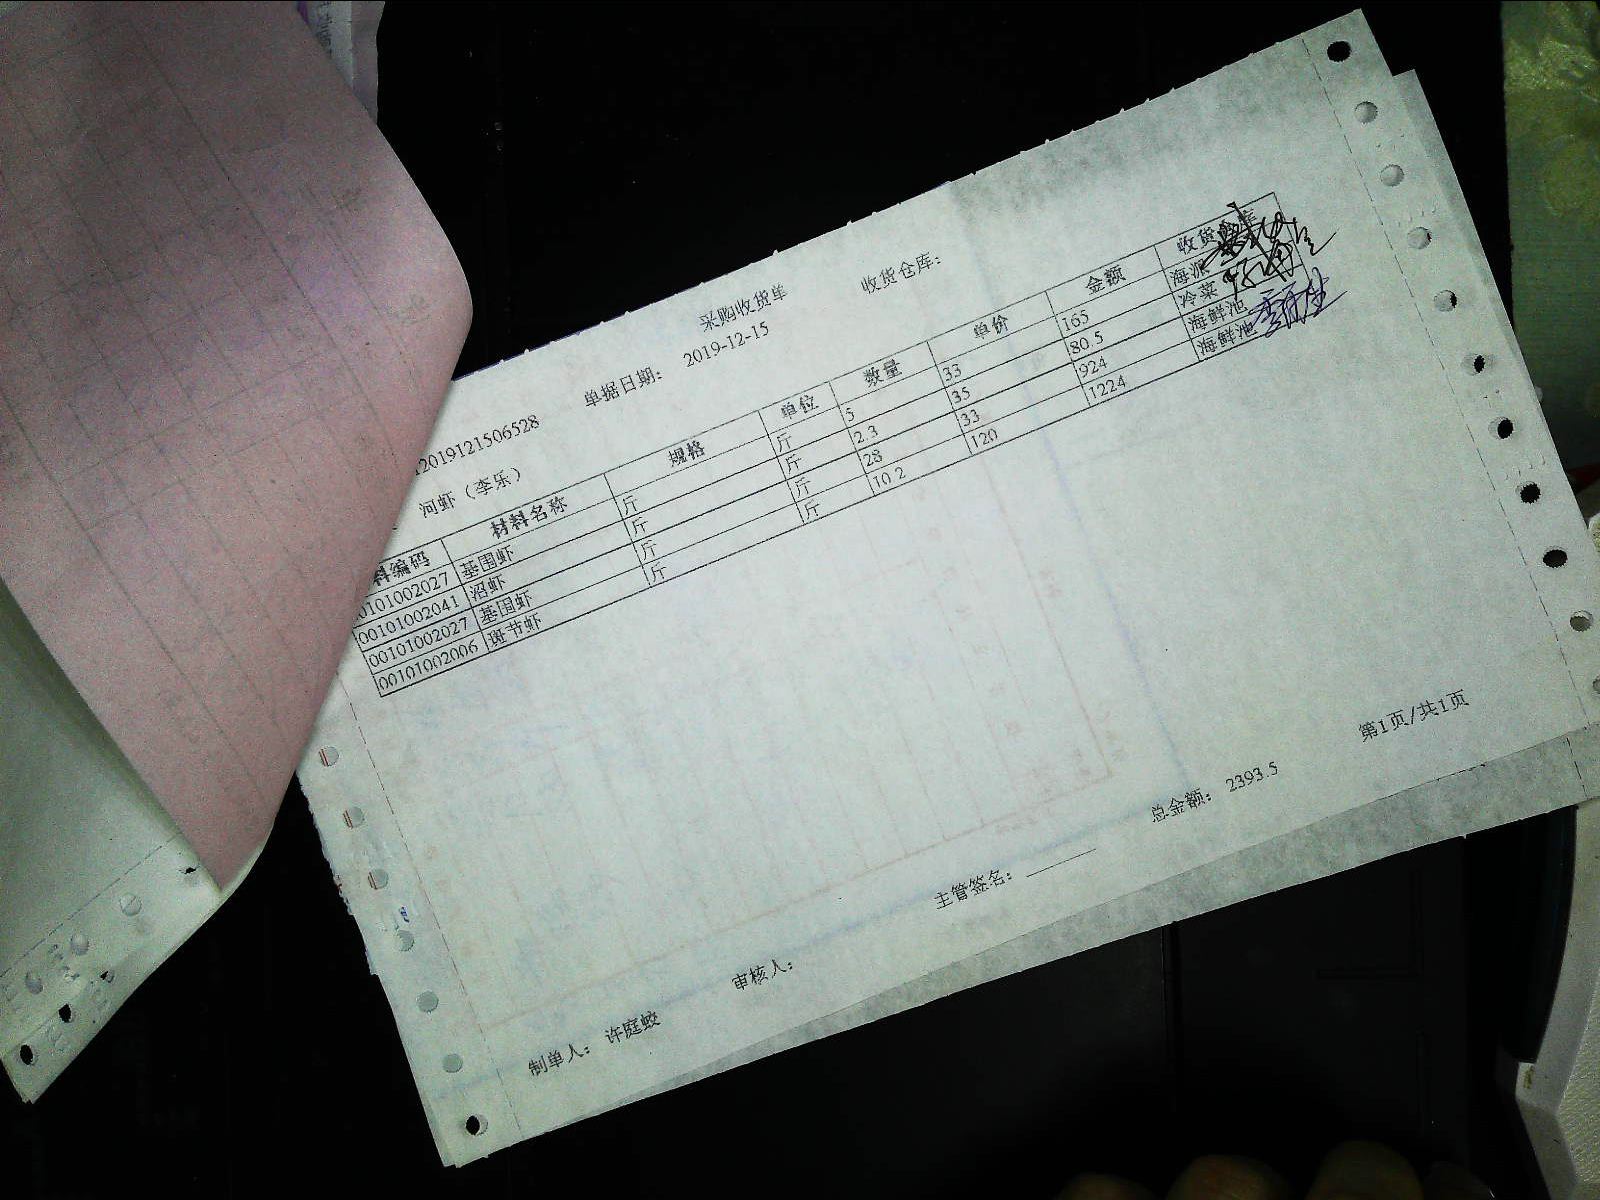 采购收货单
单据日期： 2019-12-15 收货仓库：
12019121506528
河虾（李乐）
料编码 材料名称 规格 单位 数量 单价 金额 收货
0101002027 基围虾 斤 斤 5 33 165 海派
00101002041 沼虾 斤 斤 2.3 35 80.5 冷菜
00101002027 基围虾 斤 斤 28 33 924 海鲜池
00101002006 斑节虾 斤 斤 10.2 120 1224 海鲜池
总金额： 2393.5
第1页/共1页
制单人： 许庭蛟 审核人： 主管签名：